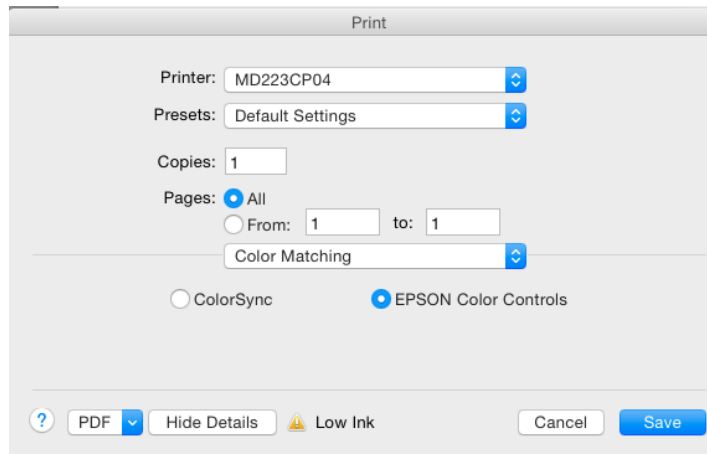 Print
Printer: MD223CP04
Presets: Default Settings
Copies: 1
Pages: All
From: 1 to: 1
Color Matching
ColorSync EPSON Color Controls
? PDF Hide Details Low Ink Cancel Save